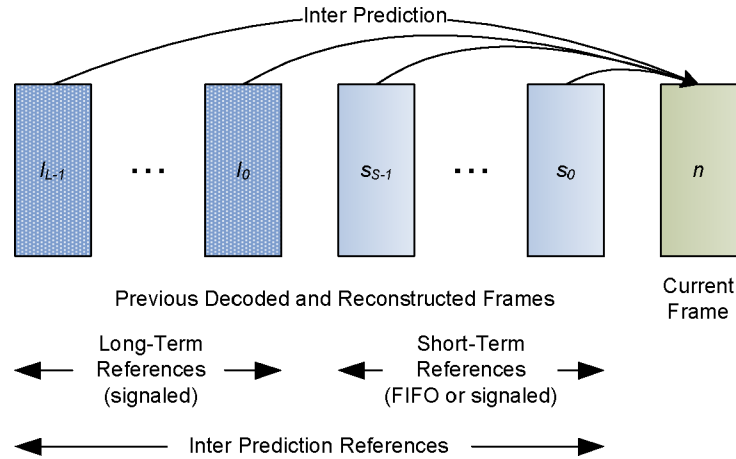 Inter Prediction
l_{L-1} ... l_0 s_{S-1} ... s_0 n
Previous Decoded and Reconstructed Frames
Current
Frame
Long-Term
References
(signaled)
Short-Term
References
(FIFO or signaled)
Inter Prediction References